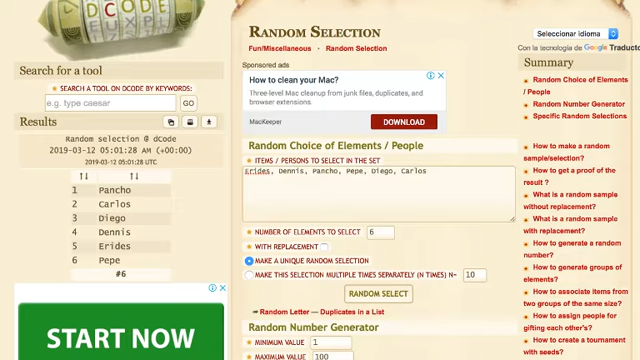 DCODE
Search for a tool
SEARCH A TOOL ON DCODE BY KEYWORDS:
e.g. type caesar
GO
Results
Random selection @ dCode
2019-03-12 05:01:28 AM (+00:00)
2019-03-12 05:01:28 UTC
↑↓ ↑↓
1 Pancho
2 Carlos
3 Diego
4 Dennis
5 Erides
6 Pepe
#6
START NOW
RANDOM SELECTION
Fun/Miscellaneous · Random Selection
Sponsored ads
How to clean your Mac?
Three-level Mac cleanup from junk files, duplicates, and
browser extensions.
MacKeeper
DOWNLOAD
Random Choice of Elements / People
★ ITEMS / PERSONS TO SELECT IN THE SET
Erides, Dennis, Pancho, Pepe, Diego, Carlos
★ NUMBER OF ELEMENTS TO SELECT 6
★ WITH REPLACEMENT
MAKE A UNIQUE RANDOM SELECTION
MAKE THIS SELECTION MULTIPLE TIMES SEPARATELY (N TIMES) N= 10
RANDOM SELECT
Random Letter — Duplicates in a List
Random Number Generator
★ MINIMUM VALUE 1
★ MAXIMUM VALUE 100
Seleccionar idioma
Con la tecnología de Google Traducto
Summary
★ Random Choice of Elements
/ People
★ Random Number Generator
★ Specific Random Selections
★ How to make a random
sample/selection?
★ How to get a proof of the
result ?
★ What is a random sample
without replacement?
★ What is a random sample
with replacement?
★ How to generate a random
number?
★ How to generate groups of
elements?
★ How to associate items from
two groups of the same size?
★ How to assign people for
gifting each other's?
★ How to create a tournament
with seeds?